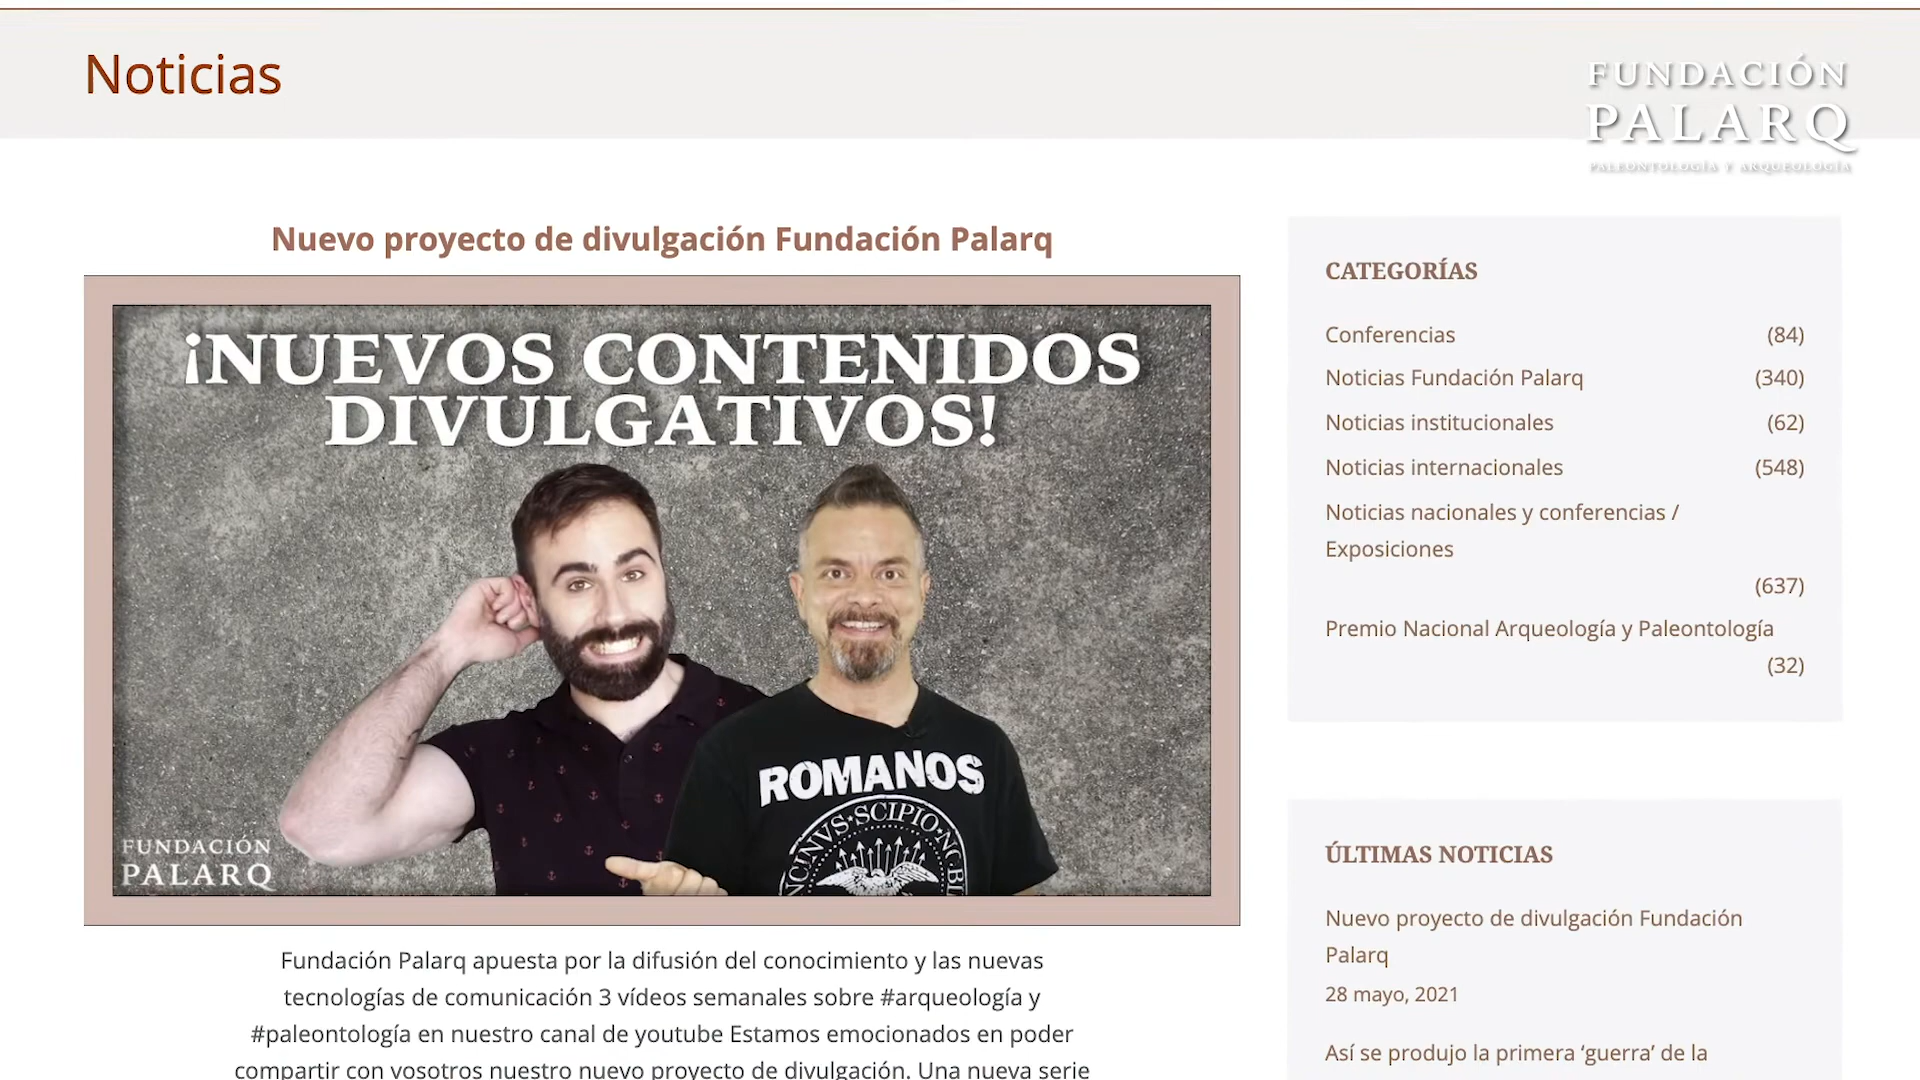 Noticias
FUNDACIÓN
PALARQ
PALEONTOLOGÍA Y ARQUEOLOGÍA
Nuevo proyecto de divulgación Fundación Palarq
¡NUEVOS CONTENIDOS
DIVULGATIVOS!
ROMANOS
SCIPIO
FUNDACIÓN
PALARQ
Fundación Palarq apuesta por la difusión del conocimiento y las nuevas
tecnologías de comunicación 3 vídeos semanales sobre #arqueología y
#paleontología en nuestro canal de youtube Estamos emocionados en poder
compartir con vosotros nuestro nuevo proyecto de divulgación. Una nueva serie
CATEGORÍAS
Conferencias (84)
Noticias Fundación Palarq (340)
Noticias institucionales (62)
Noticias internacionales (548)
Noticias nacionales y conferencias /
Exposiciones
(637)
Premio Nacional Arqueología y Paleontología
(32)
ÚLTIMAS NOTICIAS
Nuevo proyecto de divulgación Fundación
Palarq
28 mayo, 2021
Así se produjo la primera ‘guerra’ de la